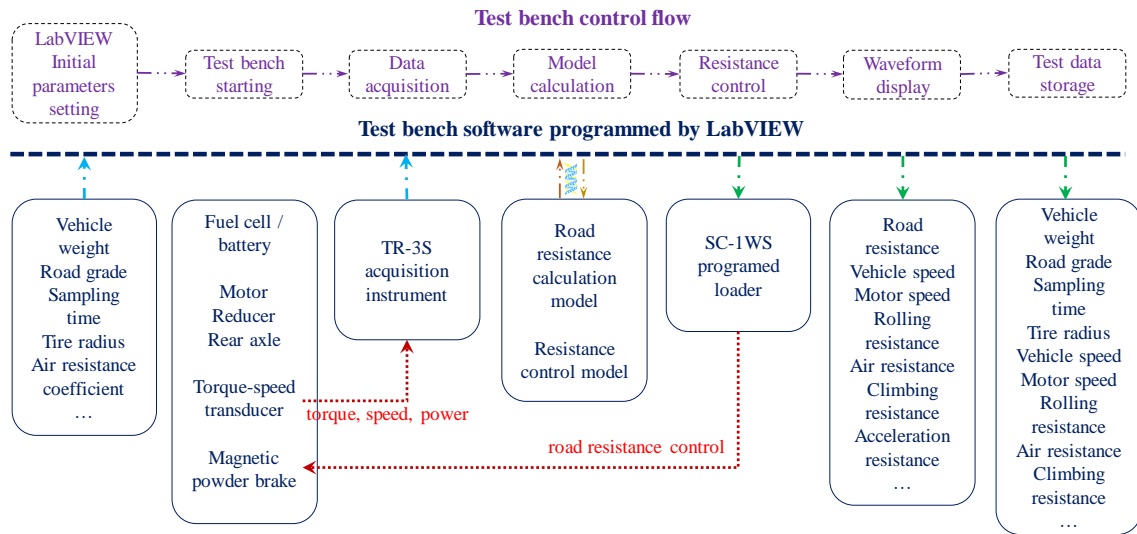 Test bench control flow
LabVIEW
Initial
parameters
setting
Test bench
starting
Data
acquisition
Model
calculation
Resistance
control
Waveform
display
Test data
storage
Test bench software programmed by LabVIEW
Vehicle
weight
Road grade
Sampling
time
Tire radius
Air resistance
coefficient
…
Fuel cell /
battery
Motor
Reducer
Rear axle
Torque-speed
transducer
Magnetic
powder brake
TR-3S
acquisition
instrument
torque, speed, power
Road
resistance
calculation
model
Resistance
control model
SC-1WS
programed
loader
road resistance control
Road
resistance
Vehicle speed
Motor speed
Rolling
resistance
Air resistance
Climbing
resistance
Acceleration
resistance
…
Vehicle
weight
Road grade
Sampling
time
Tire radius
Vehicle speed
Motor speed
Rolling
resistance
Air resistance
Climbing
resistance
…